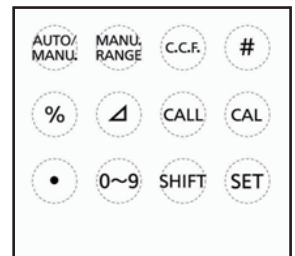 AUTO/ MANU. MANU. RANGE C.C.F. #
% ⊿ CALL CAL
• 0～9 SHIFT SET